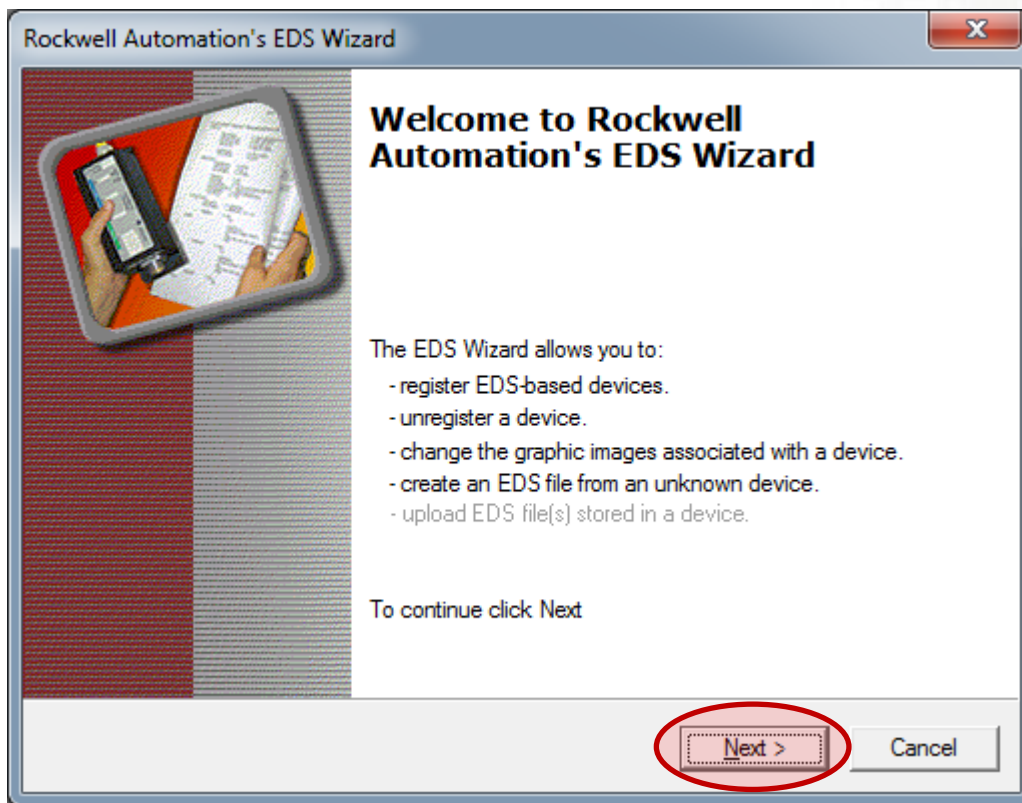 Rockwell Automation's EDS Wizard
Welcome to Rockwell
Automation's EDS Wizard
The EDS Wizard allows you to:
- register EDS-based devices.
- unregister a device.
- change the graphic images associated with a device.
- create an EDS file from an unknown device.
- upload EDS file(s) stored in a device.
To continue click Next
Next >
Cancel